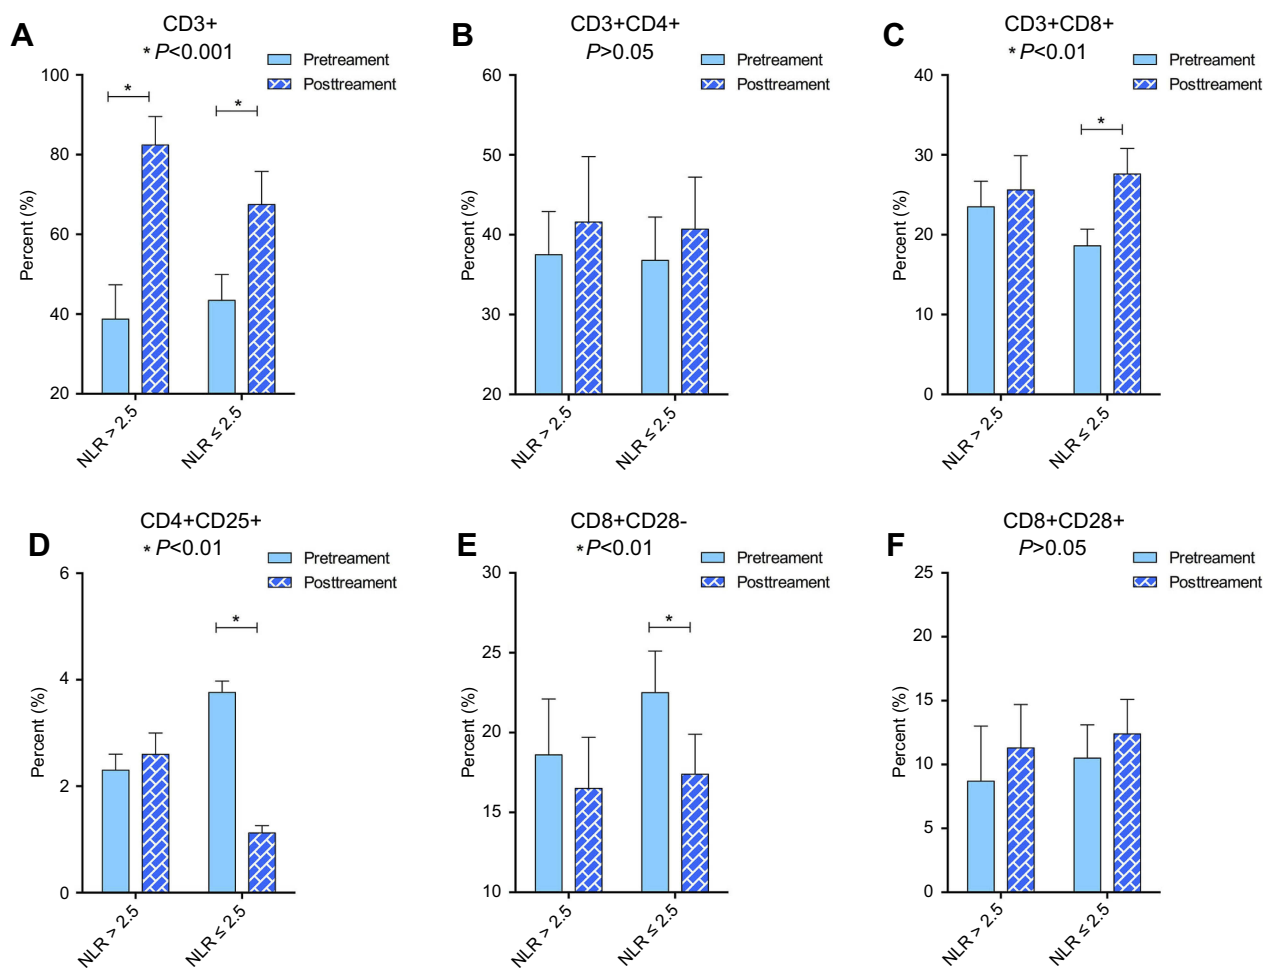 A
CD3+
* P<0.001
Pretreament
Posttreament
*
*
100
80
60
40
20
Percent (%)
NLR > 2.5
NLR ≤ 2.5
B
CD3+CD4+
P>0.05
Pretreament
Posttreament
60
50
40
30
20
Percent (%)
NLR > 2.5
NLR ≤ 2.5
C
CD3+CD8+
* P<0.01
Pretreament
Posttreament
*
40
30
20
10
0
Percent (%)
NLR > 2.5
NLR ≤ 2.5
D
CD4+CD25+
* P<0.01
Pretreament
Posttreament
*
6
4
2
0
Percent (%)
NLR > 2.5
NLR ≤ 2.5
E
CD8+CD28-
* P<0.01
Pretreament
Posttreament
*
30
25
20
15
10
Percent (%)
NLR > 2.5
NLR ≤ 2.5
F
CD8+CD28+
P>0.05
Pretreament
Posttreament
25
20
15
10
5
0
Percent (%)
NLR > 2.5
NLR ≤ 2.5